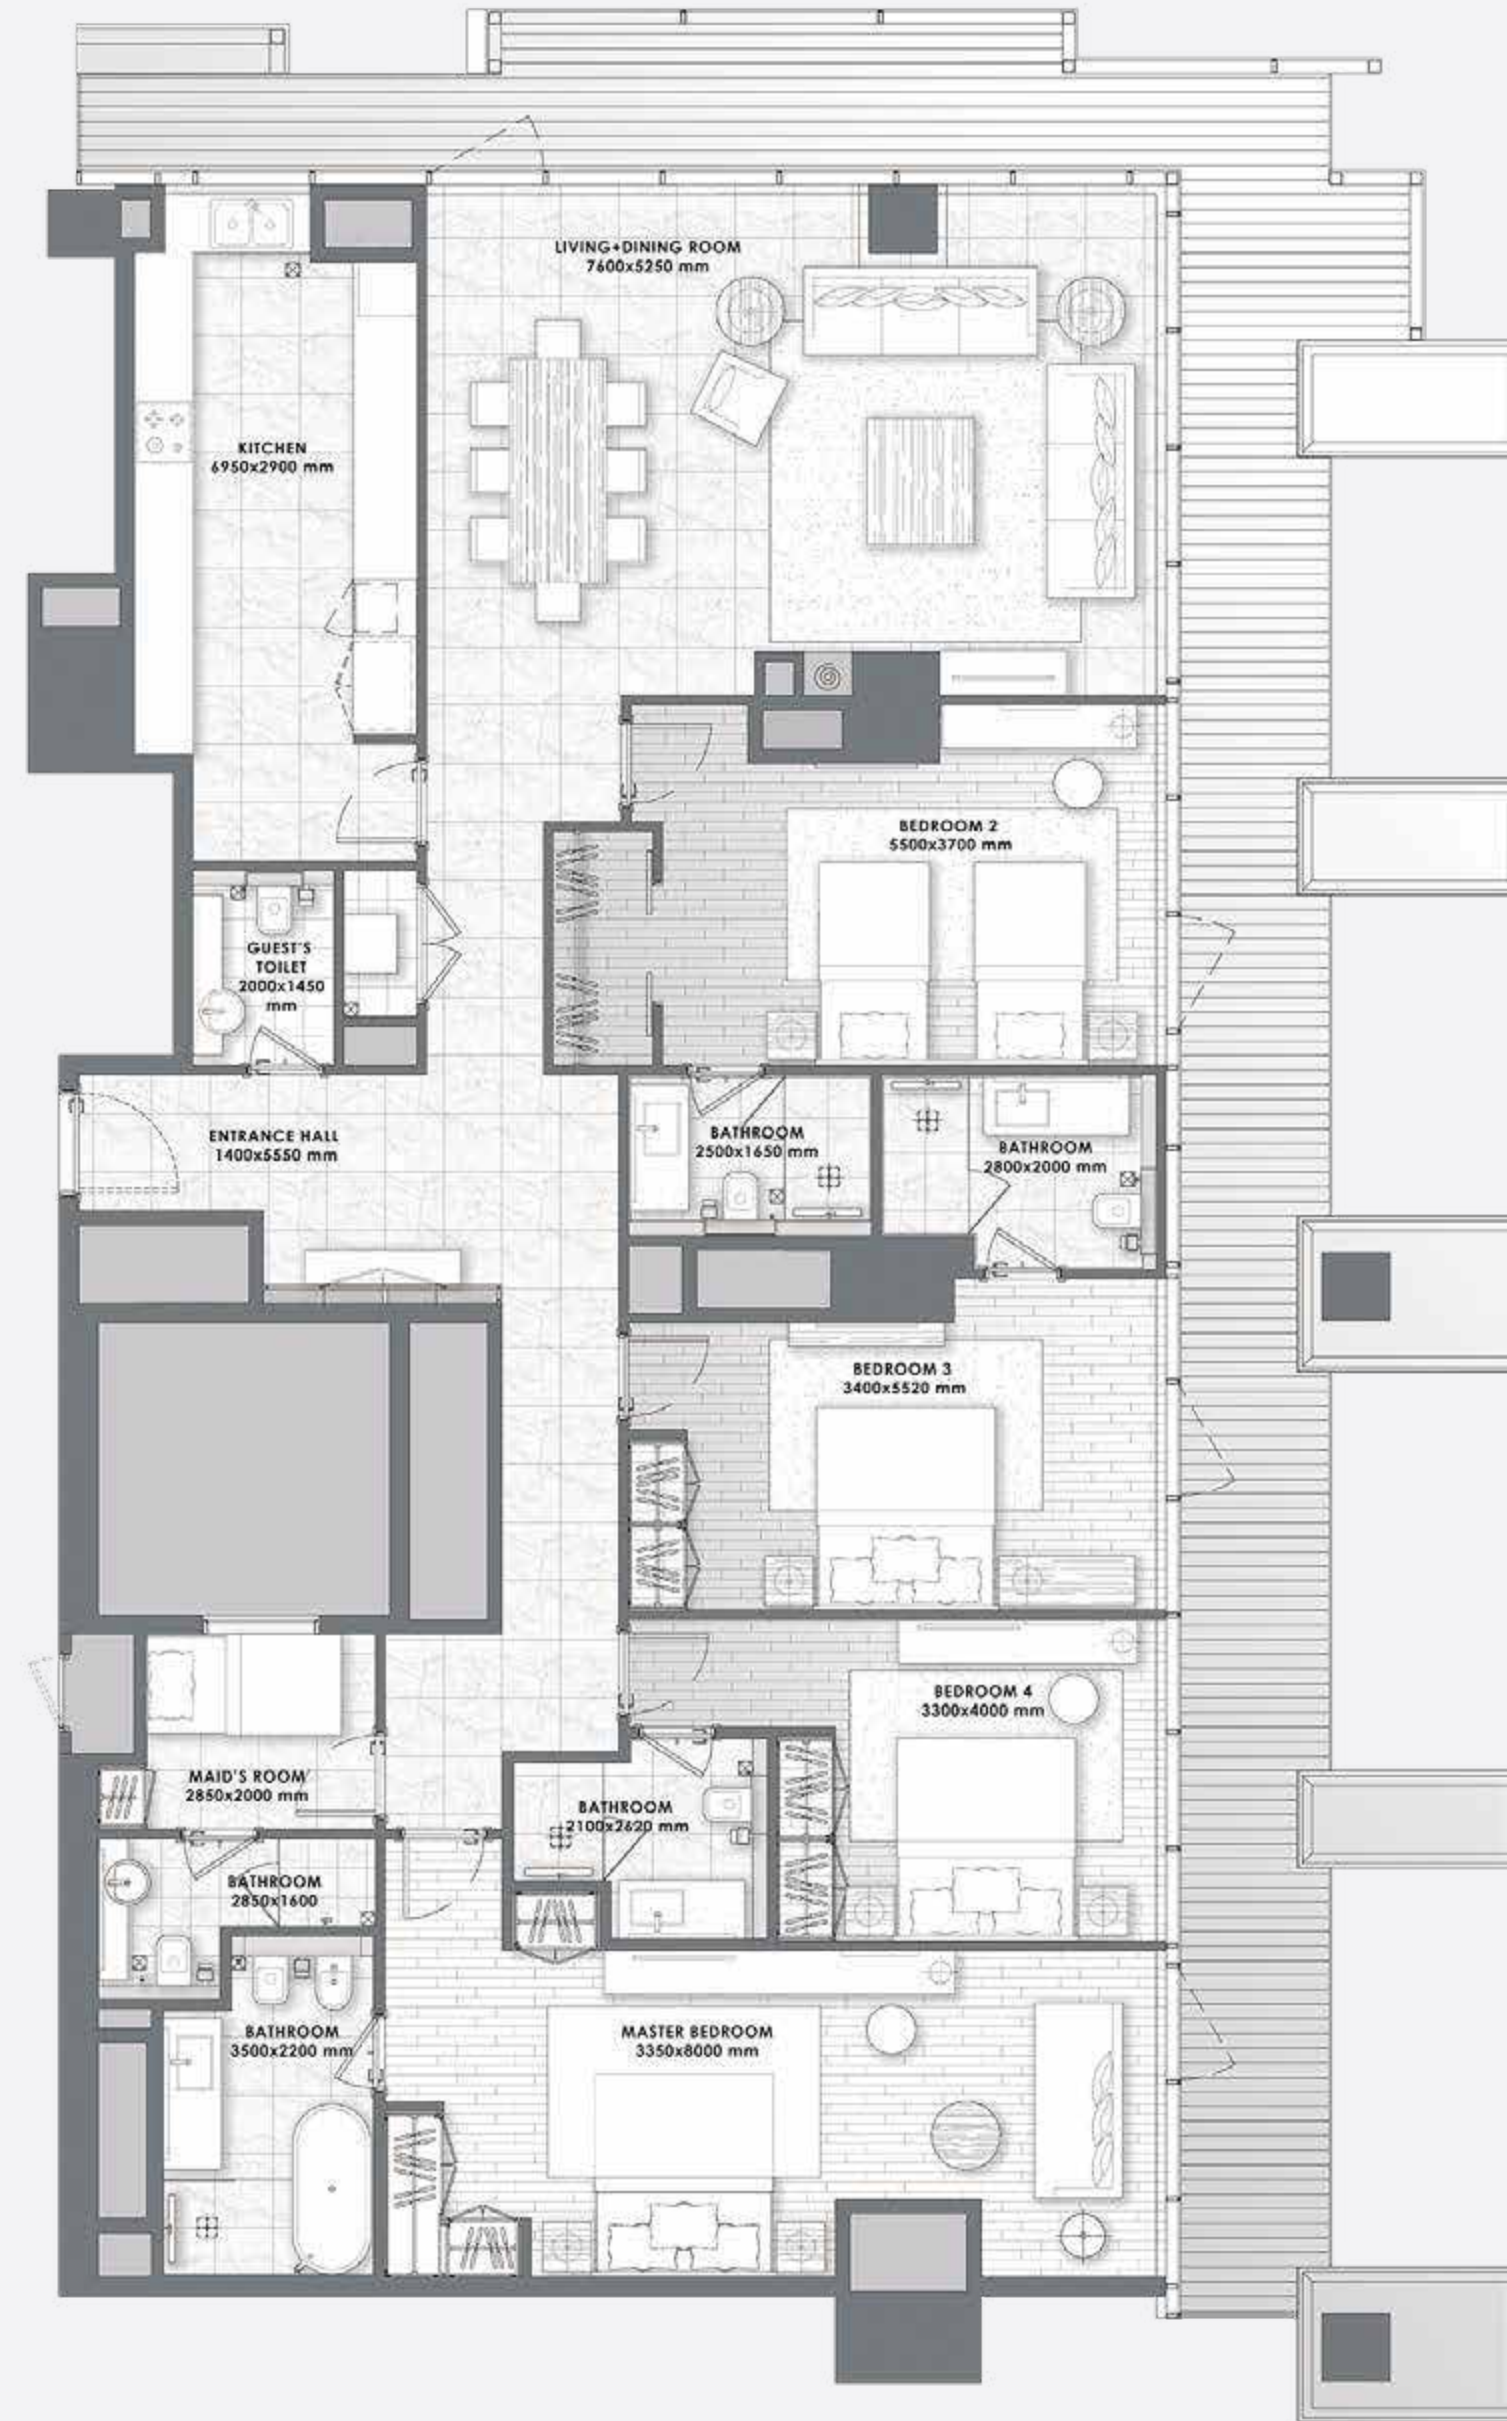 LIVING+DINING ROOM
7600x5250 mm
KITCHEN
6950x2900 mm
BEDROOM 2
5500x3700 mm
GUEST'S
TOILET
2000x1450
mm
ENTRANCE HALL
1400x5550 mm
BATHROOM
2500x1650 mm
BATHROOM
2800x2000 mm
BEDROOM 3
3400x5520 mm
BEDROOM 4
3300x4000 mm
MAID'S ROOM
2850x2000 mm
BATHROOM
2100x2620 mm
BATHROOM
2850x1600
BATHROOM
3500x2200 mm
MASTER BEDROOM
3350x8000 mm